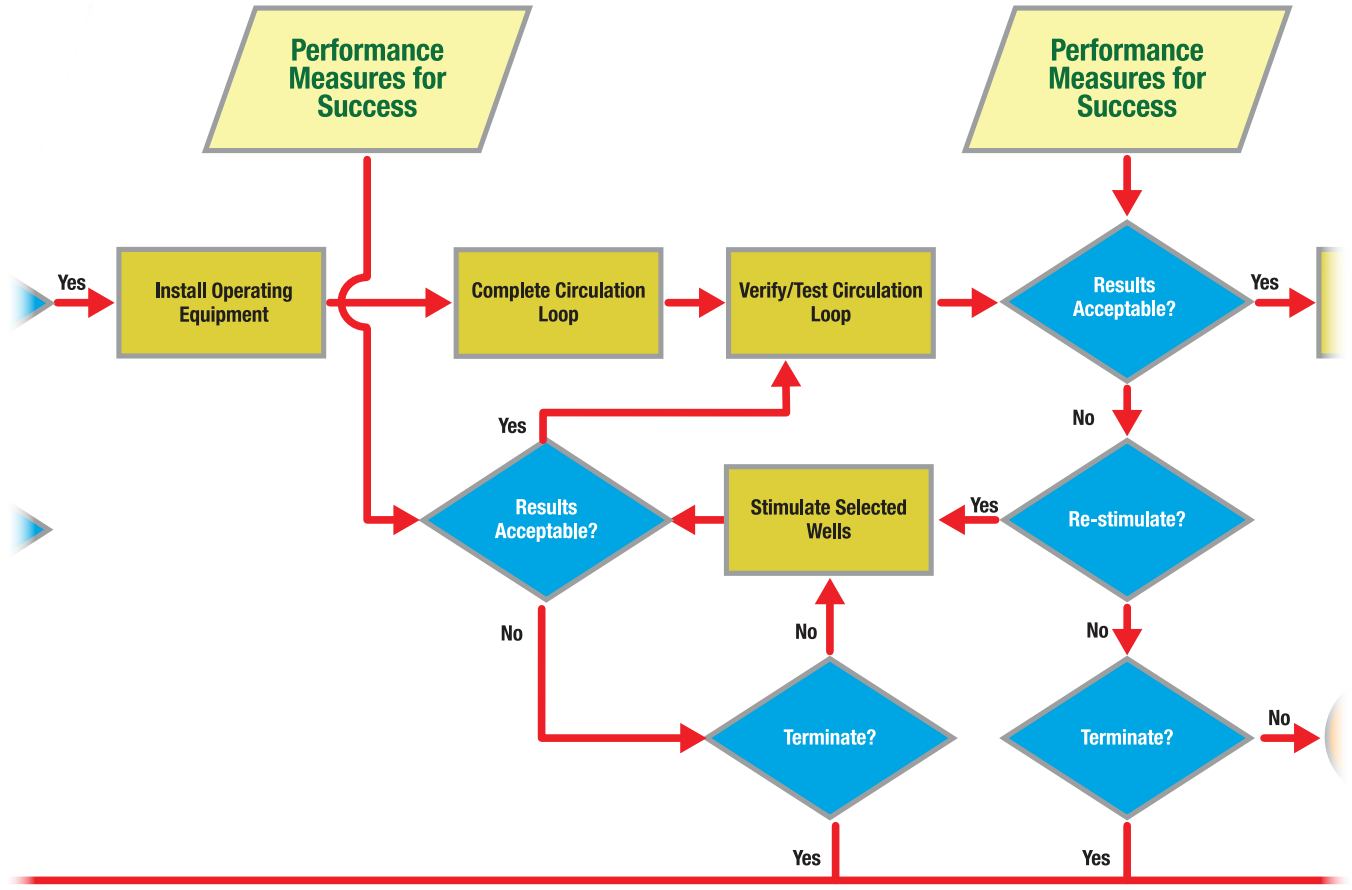 Performance
Measures for
Success
Performance
Measures for
Success
Yes
Install Operating
Equipment
Complete Circulation
Loop
Verify/Test Circulation
Loop
Results
Acceptable?
Yes
No
Yes
Results
Acceptable?
Stimulate Selected
Wells
Yes
Re-stimulate?
No
No
No
Terminate?
Terminate?
No
Yes
Yes